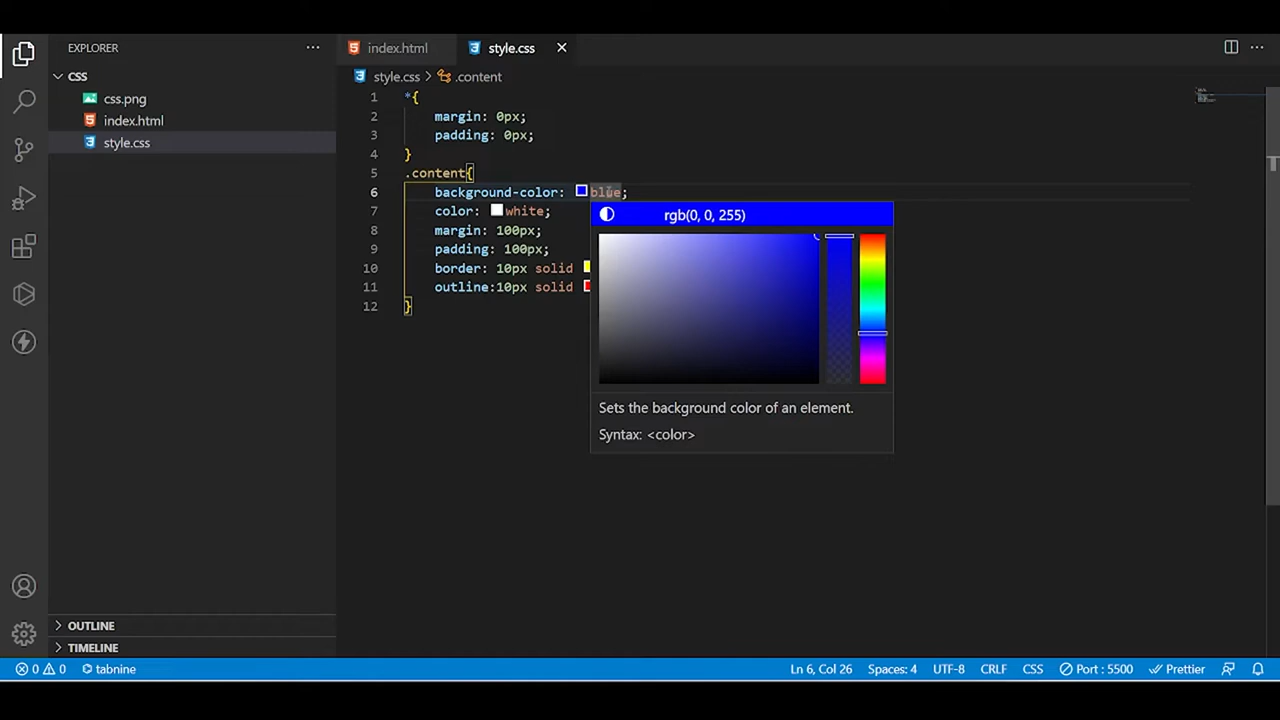 EXPLORER
CSS
css.png
index.html
style.css
OUTLINE
TIMELINE
index.html
style.css
style.css
.content
1 *{
2 margin: 0px;
3 padding: 0px;
4 }
5 .content{
6 background-color: blue;
7 color: white;
8 margin: 100px;
9 padding: 100px;
10 border: 10px solid
11 outline:10px solid
12 }
rgb(0, 0, 255)
Sets the background color of an element.
Syntax: <color>
0 0 tabnine Ln 6, Col 26 Spaces: 4 UTF-8 CRLF CSS Port : 5500 Prettier